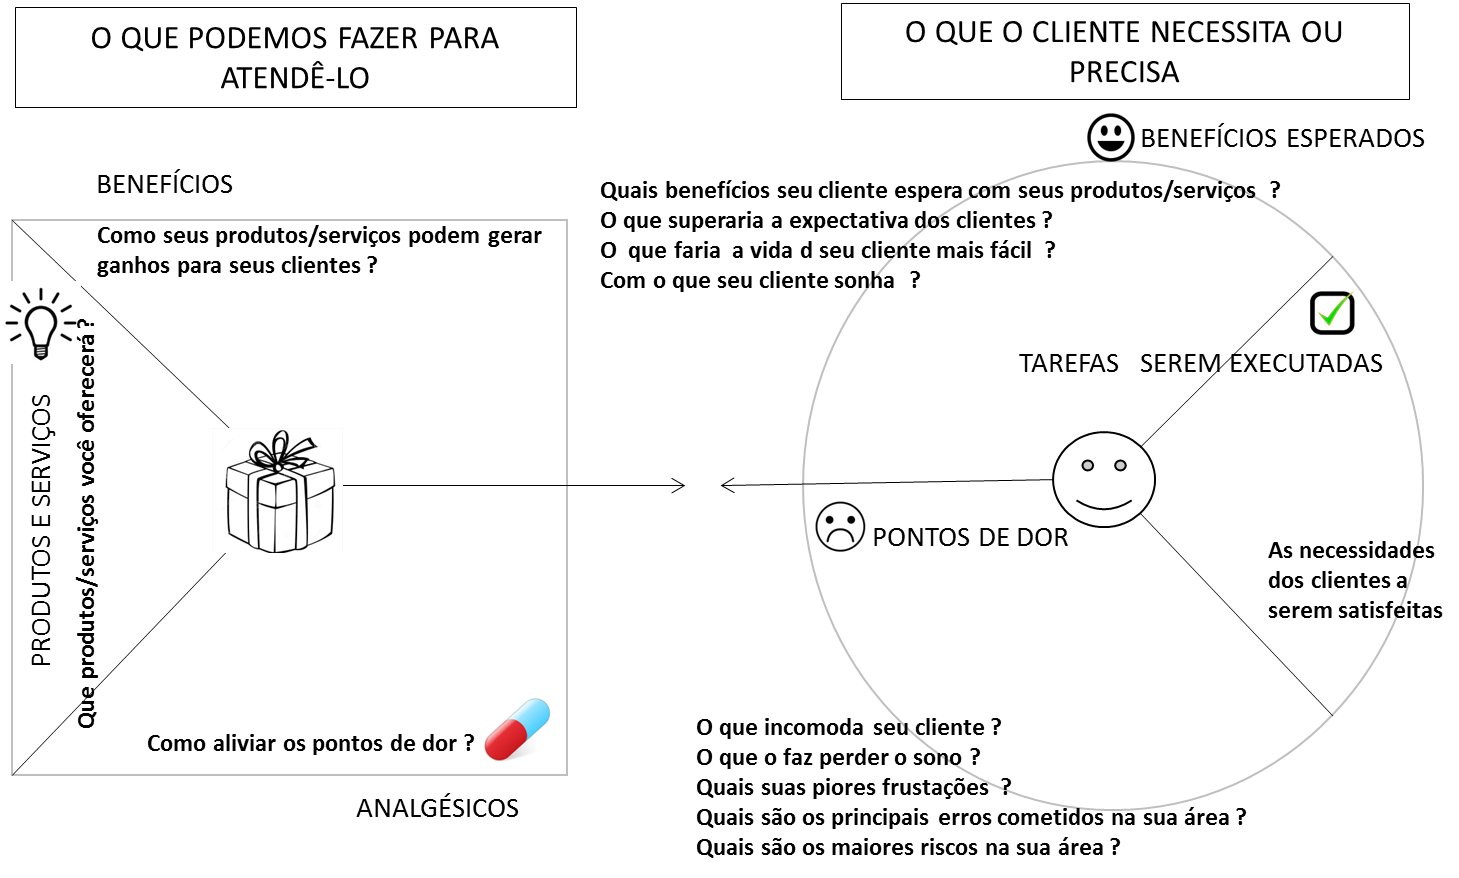 O QUE PODEMOS FAZER PARA
ATENDÊ-LO
BENEFÍCIOS
Como seus produtos/serviços podem gerar
ganhos para seus clientes ?
PRODUTOS E SERVIÇOS
Que produtos/serviços você oferecerá ?
Como aliviar os pontos de dor ?
ANALGÉSICOS
O QUE O CLIENTE NECESSITA OU
PRECISA
BENEFÍCIOS ESPERADOS
Quais benefícios seu cliente espera com seus produtos/serviços ?
O que superaria a expectativa dos clientes ?
O que faria a vida d seu cliente mais fácil ?
Com o que seu cliente sonha ?
TAREFAS SEREM EXECUTADAS
As necessidades
dos clientes a
serem satisfeitas
PONTOS DE DOR
O que incomoda seu cliente ?
O que o faz perder o sono ?
Quais suas piores frustações ?
Quais são os principais erros cometidos na sua área ?
Quais são os maiores riscos na sua área ?